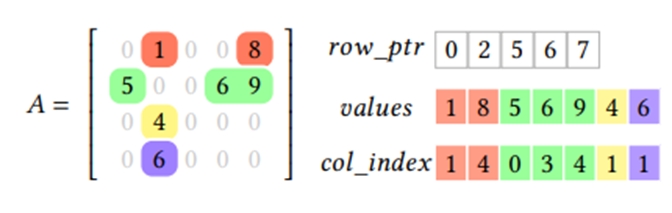 0 1 0 0 8 row_ptr 0 2 5 6 7
5 0 0 6 9
A = values 1 8 5 6 9 4 6
0 4 0 0 0
0 6 0 0 0 col_index 1 4 0 3 4 1 1